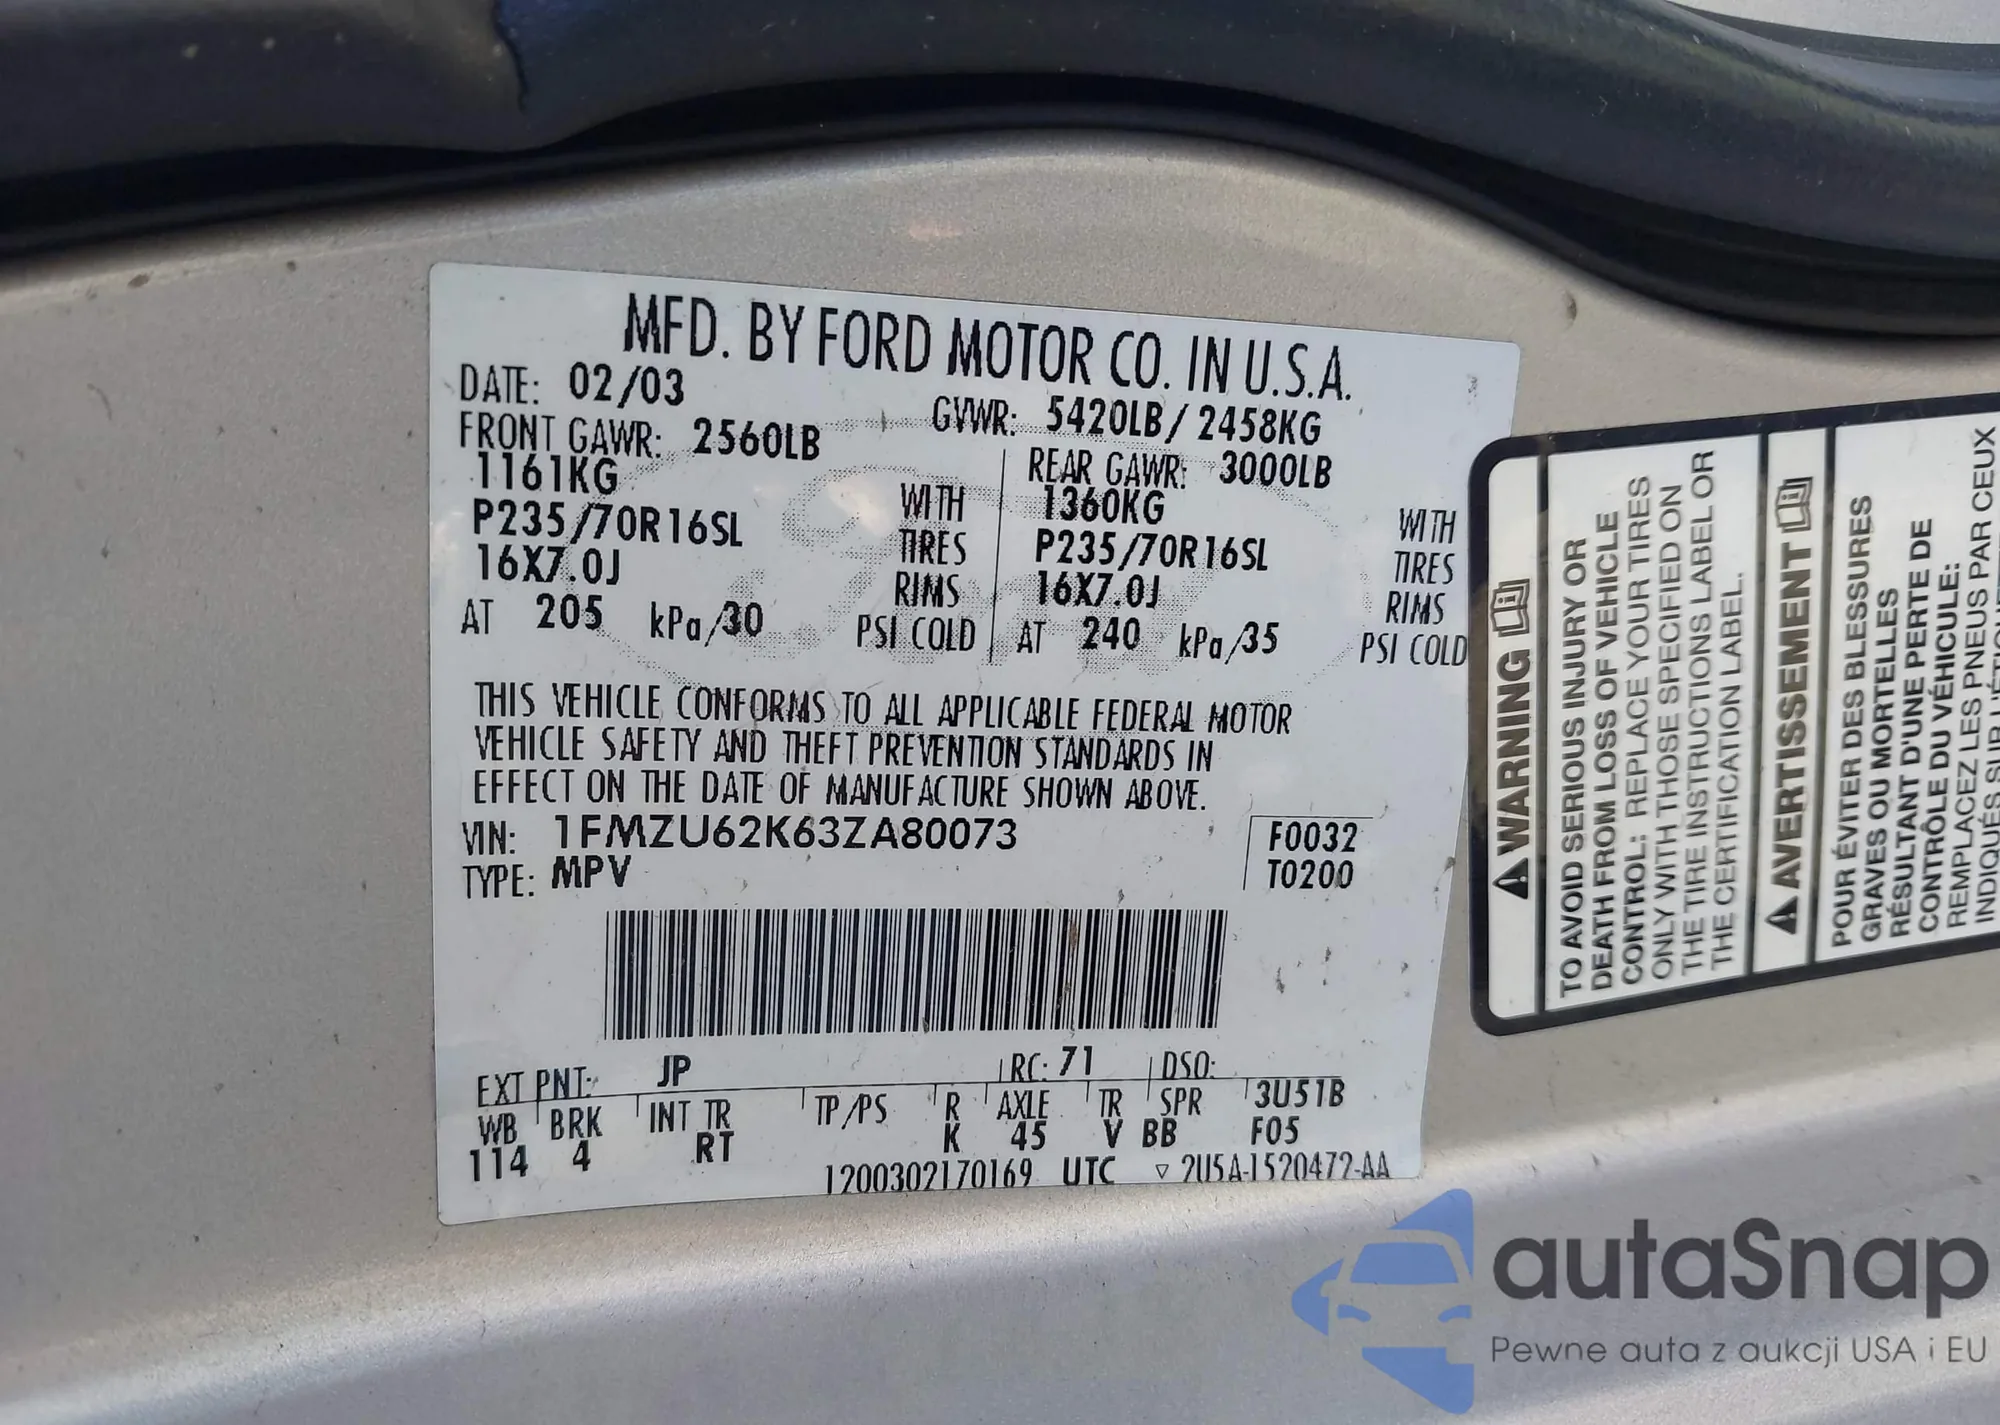 MFD. BY FORD MOTOR CO. IN U.S.A.
DATE: 02/03 GVWR: 5420LB/ 2458KG
FRONT GAWR: 2560LB REAR GAWR: 3000LB
1161KG WITH 1360KG WITH
P235/70R16SL TIRES P235/70R16SL TIRES
16X7.0J RIMS 16X7.0J RIMS
AT 205 kPa/30 PSI COLD AT 240 kPa/35 PSI COLD
THIS VEHICLE CONFORMS TO ALL APPLICABLE FEDERAL MOTOR
VEHICLE SAFETY AND THEFT PREVENTION STANDARDS IN
EFFECT ON THE DATE OF MANUFACTURE SHOWN ABOVE.
VIN: 1FMZU62K63ZA80073 F0032
TYPE: MPV T0200
EXT PNT: JP RC: 71 DSO:
WB BRK INT TR TP/PS R AXLE TR SPR 3U51B
114 4 RT K 45 V BB F05
1200302170169 UTC ▽ 2U5A-1520472-AA
⚠WARNING
TO AVOID SERIOUS INJURY OR
DEATH FROM LOSS OF VEHICLE
CONTROL: REPLACE YOUR TIRES
ONLY WITH THOSE SPECIFIED ON
THE TIRE INSTRUCTIONS LABEL OR
THE CERTIFICATION LABEL.
⚠AVERTISSEMENT
POUR ÉVITER DES BLESSURES
GRAVES OU MORTELLES
RÉSULTANT D'UNE PERTE DE
CONTRÔLE DU VÉHICULE:
REMPLACEZ LES PNEUS PAR CEUX
INDIQUÉS SUR
autaSnap
Pewne auta z aukcji USA i EU